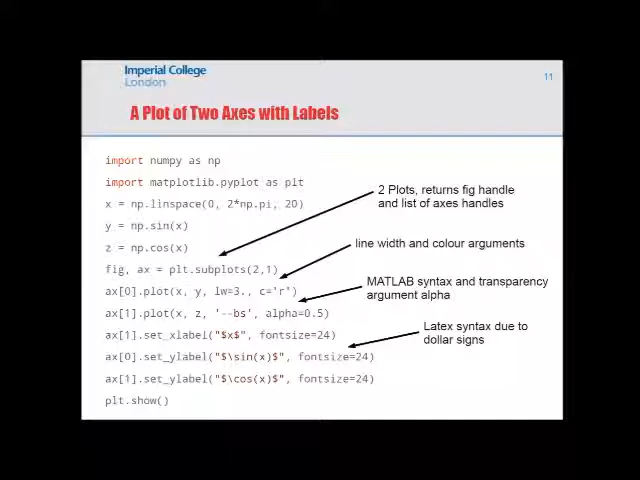 Imperial College
London
11
A Plot of Two Axes with Labels
import numpy as np
import matplotlib.pyplot as plt
x = np.linspace(0, 2*np.pi, 20)
y = np.sin(x)
z = np.cos(x)
fig, ax = plt.subplots(2,1)
ax[0].plot(x, y, lw=3., c='r')
ax[1].plot(x, z, '--bs', alpha=0.5)
ax[1].set_xlabel("$x$", fontsize=24)
ax[0].set_ylabel("$\sin(x)$", fontsize=24)
ax[1].set_ylabel("$\cos(x)$", fontsize=24)
plt.show()
2 Plots, returns fig handle
and list of axes handles
line width and colour arguments
MATLAB syntax and transparency
argument alpha
Latex syntax due to
dollar signs